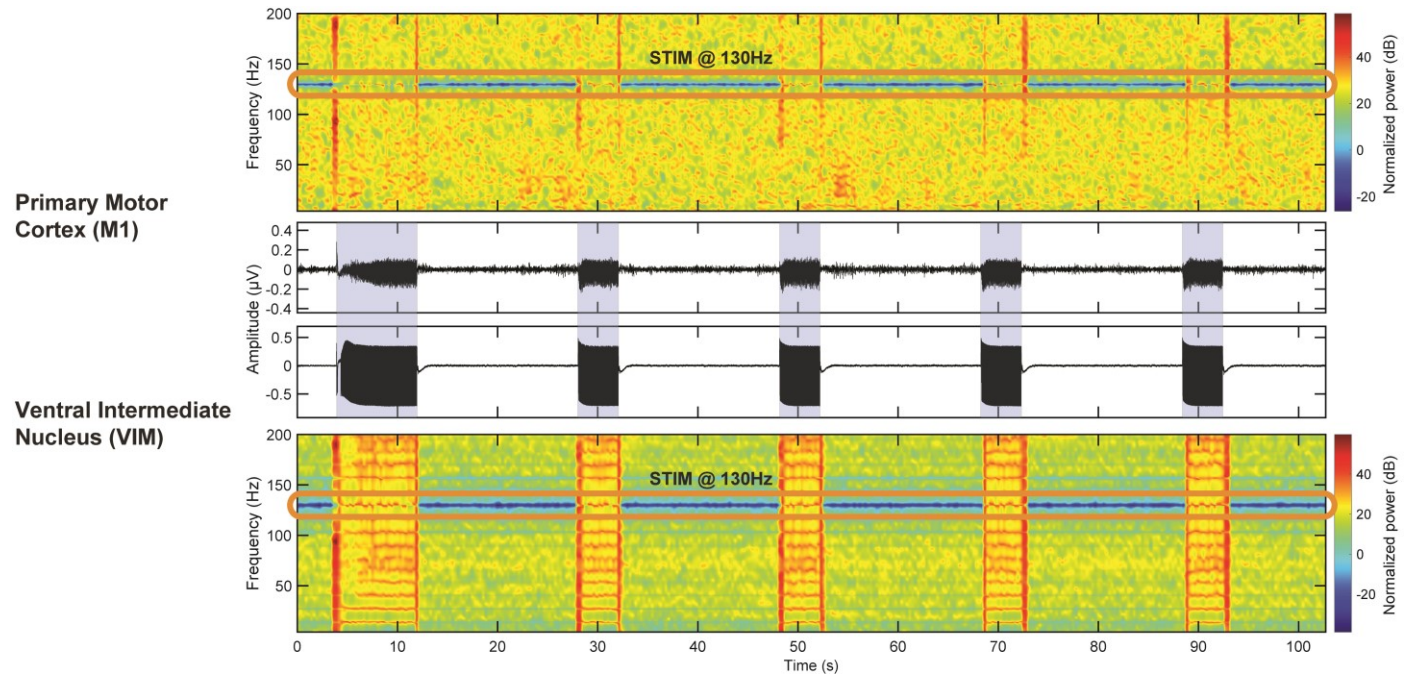 200
150
100
50
Frequency (Hz)
STIM @ 130Hz
40
20
0
-20
Normalized power (dB)
Primary Motor
Cortex (M1)
0.4
0.2
0
-0.2
-0.4
Amplitude (µV)
0.5
0
-0.5
Ventral Intermediate
Nucleus (VIM)
200
150
100
50
Frequency (Hz)
STIM @ 130Hz
40
20
0
-20
Normalized power (dB)
0 10 20 30 40 50 60 70 80 90 100
Time (s)